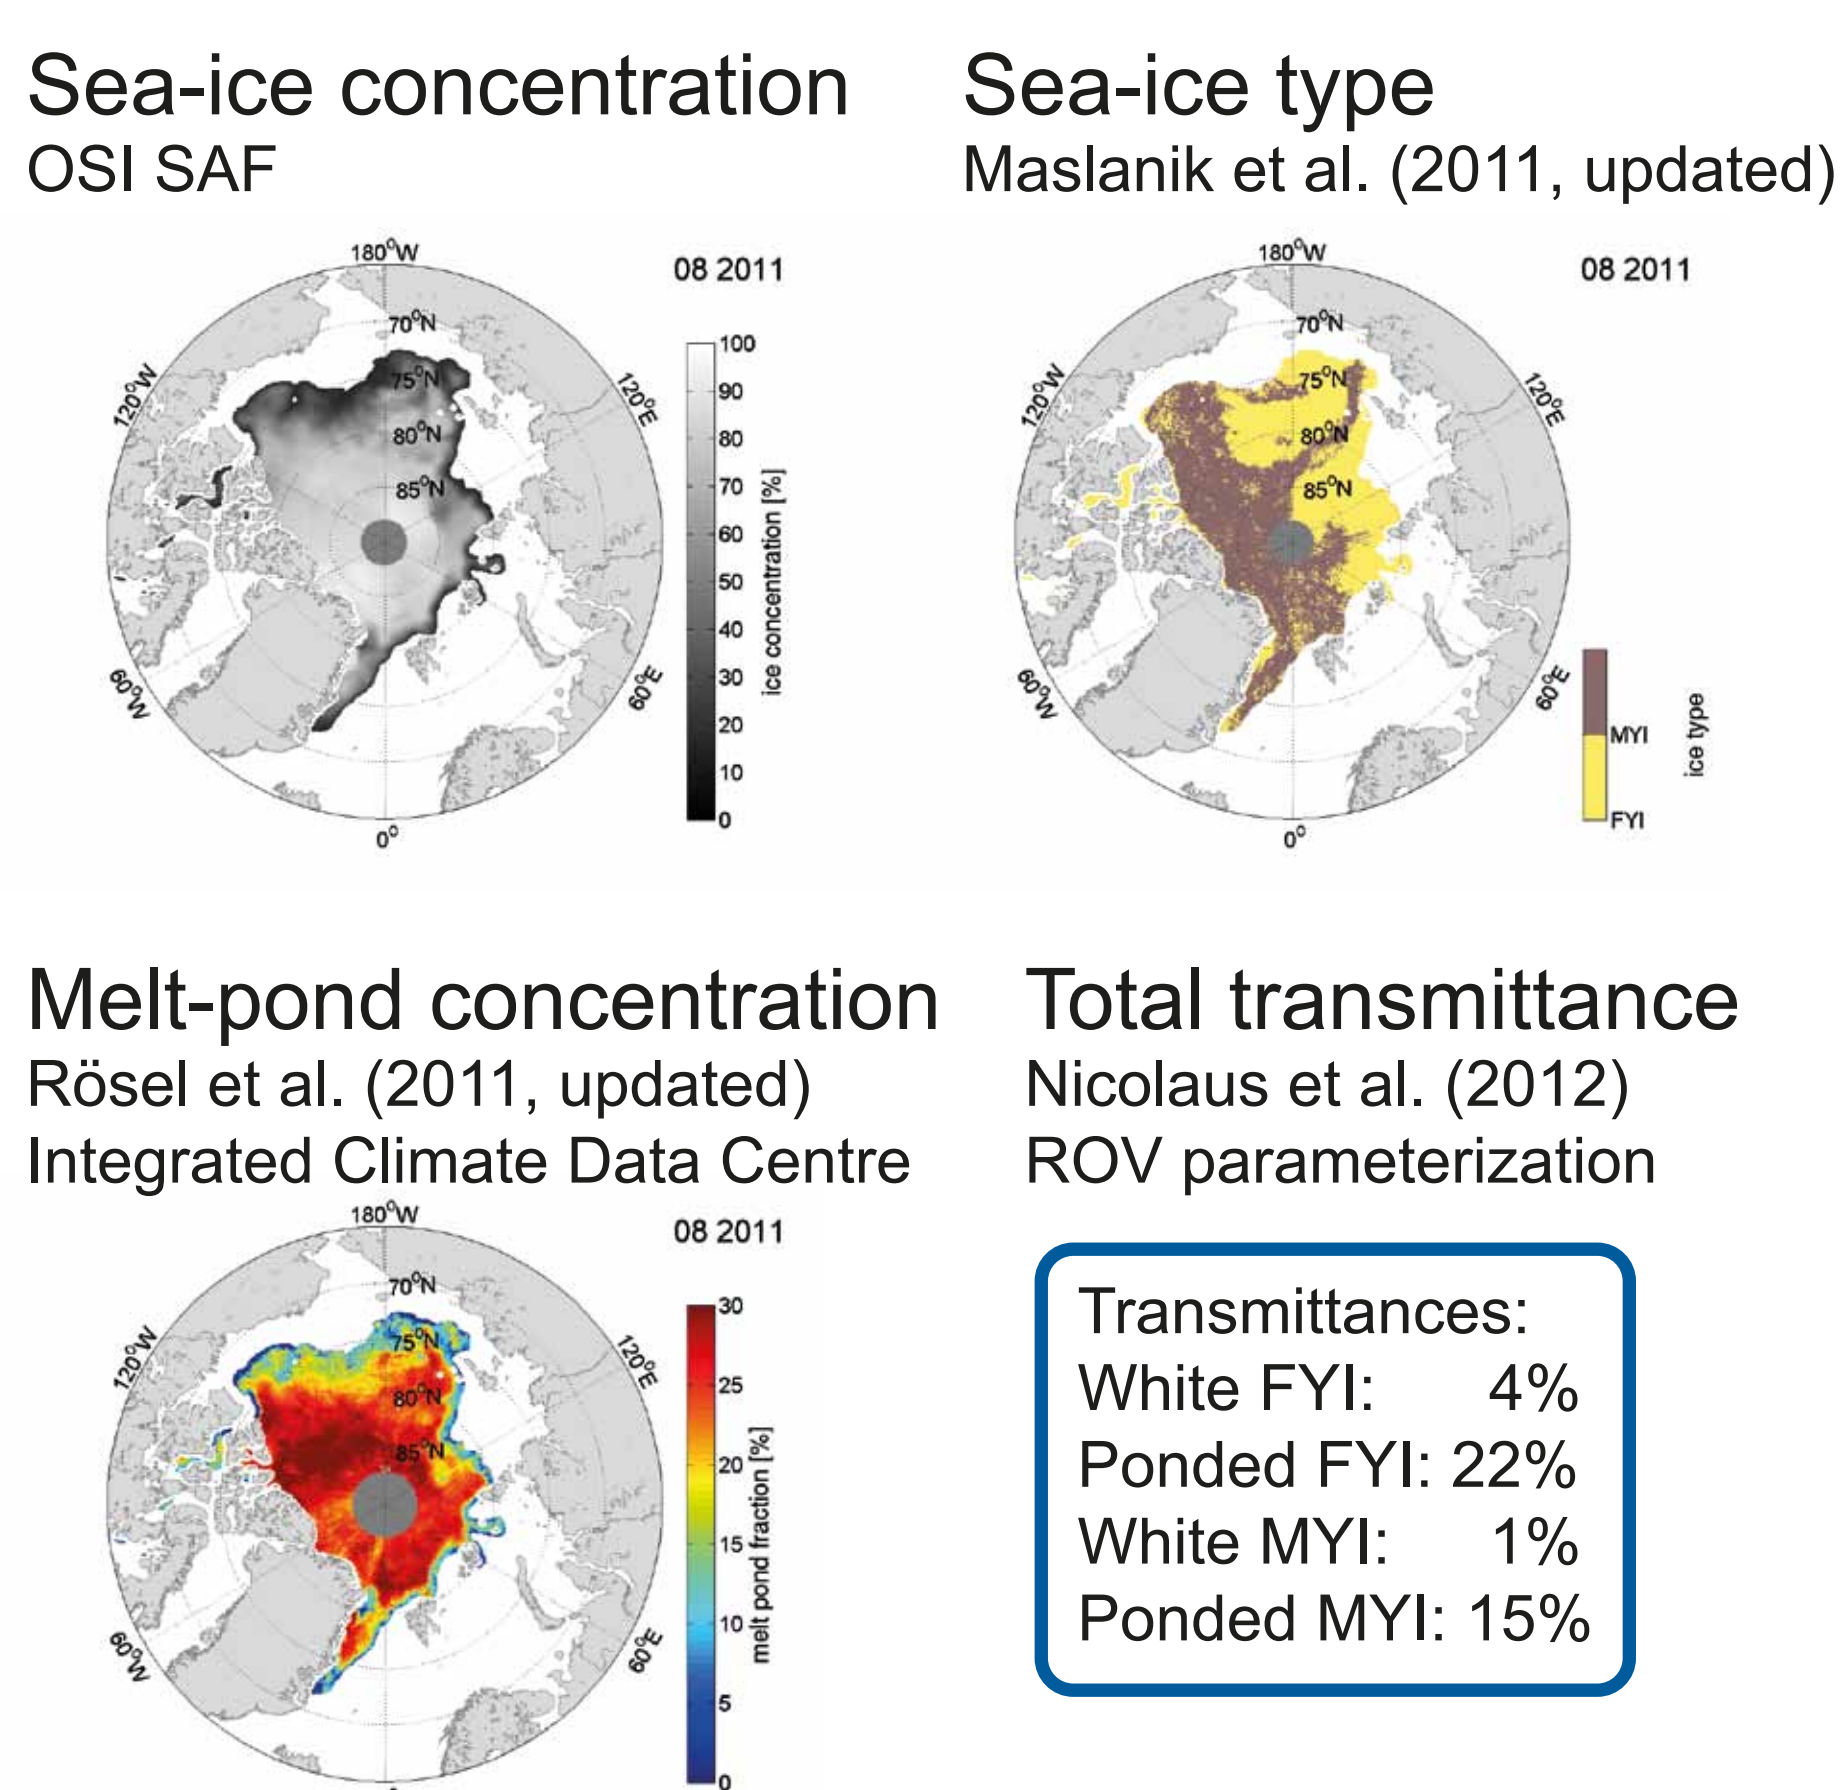 Sea-ice concentration
OSI SAF
180°W
08 2011
70°N
75°N
80°N
85°N
120°W
120°E
60°W
60°E
0°
100
90
80
70
60
50
40
30
20
10
0
ice concentration [%]
Sea-ice type
Maslanik et al. (2011, updated)
180°W
08 2011
70°N
75°N
80°N
85°N
120°W
120°E
60°W
60°E
0°
MYI
FYI
ice type
Melt-pond concentration
Rösel et al. (2011, updated)
Integrated Climate Data Centre
180°W
08 2011
70°N
75°N
80°N
85°N
120°W
120°E
60°W
60°E
30
25
20
15
10
5
0
melt pond fraction [%]
Total transmittance
Nicolaus et al. (2012)
ROV parameterization
Transmittances:
White FYI: 4%
Ponded FYI: 22%
White MYI: 1%
Ponded MYI: 15%